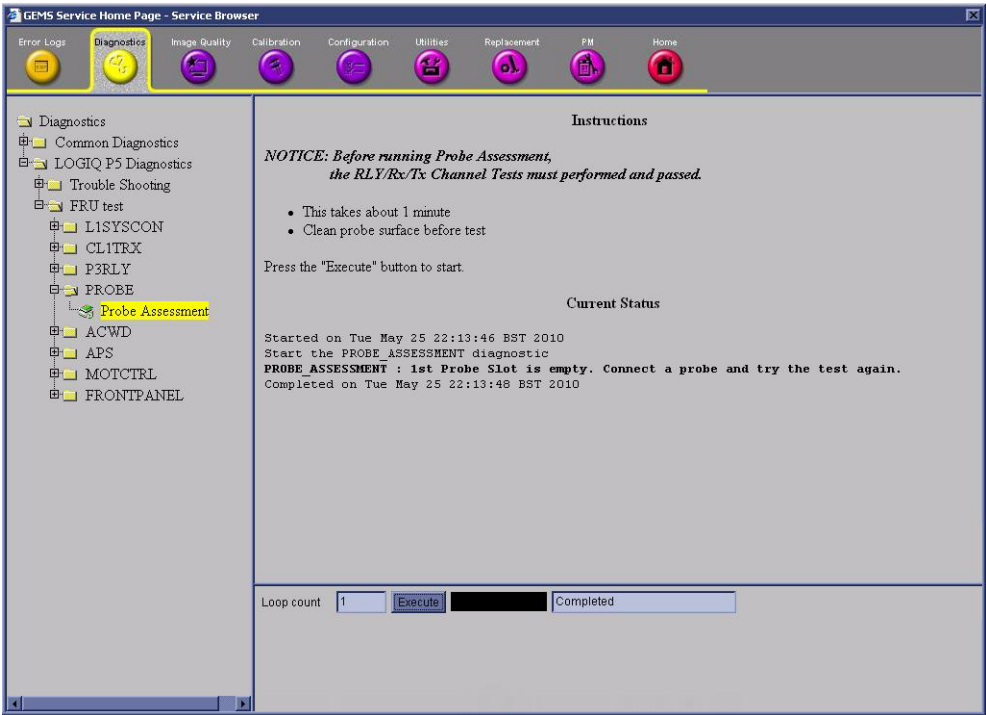 GEMS Service Home Page - Service Browser
Error Logs
Diagnostics
Image Quality
Calibration
Configuration
Utilities
Replacement
PM
Home
Diagnostics
Common Diagnostics
LOGIQ P5 Diagnostics
Trouble Shooting
FRU test
L1SYSCON
CL1TRX
P3RLY
PROBE
Probe Assessment
ACWD
APS
MOTCTRL
FRONTPANEL
Instructions
NOTICE: Before running Probe Assessment,
the RLY/Rx/Tx Channel Tests must performed and passed.
• This takes about 1 minute
• Clean probe surface before test
Press the "Execute" button to start.
Current Status
Started on Tue May 25 22:13:46 BST 2010
Start the PROBE_ASSESSMENT diagnostic
PROBE_ASSESSMENT : 1st Probe Slot is empty. Connect a probe and try the test again.
Completed on Tue May 25 22:13:48 BST 2010
Loop count 1 Execute Completed